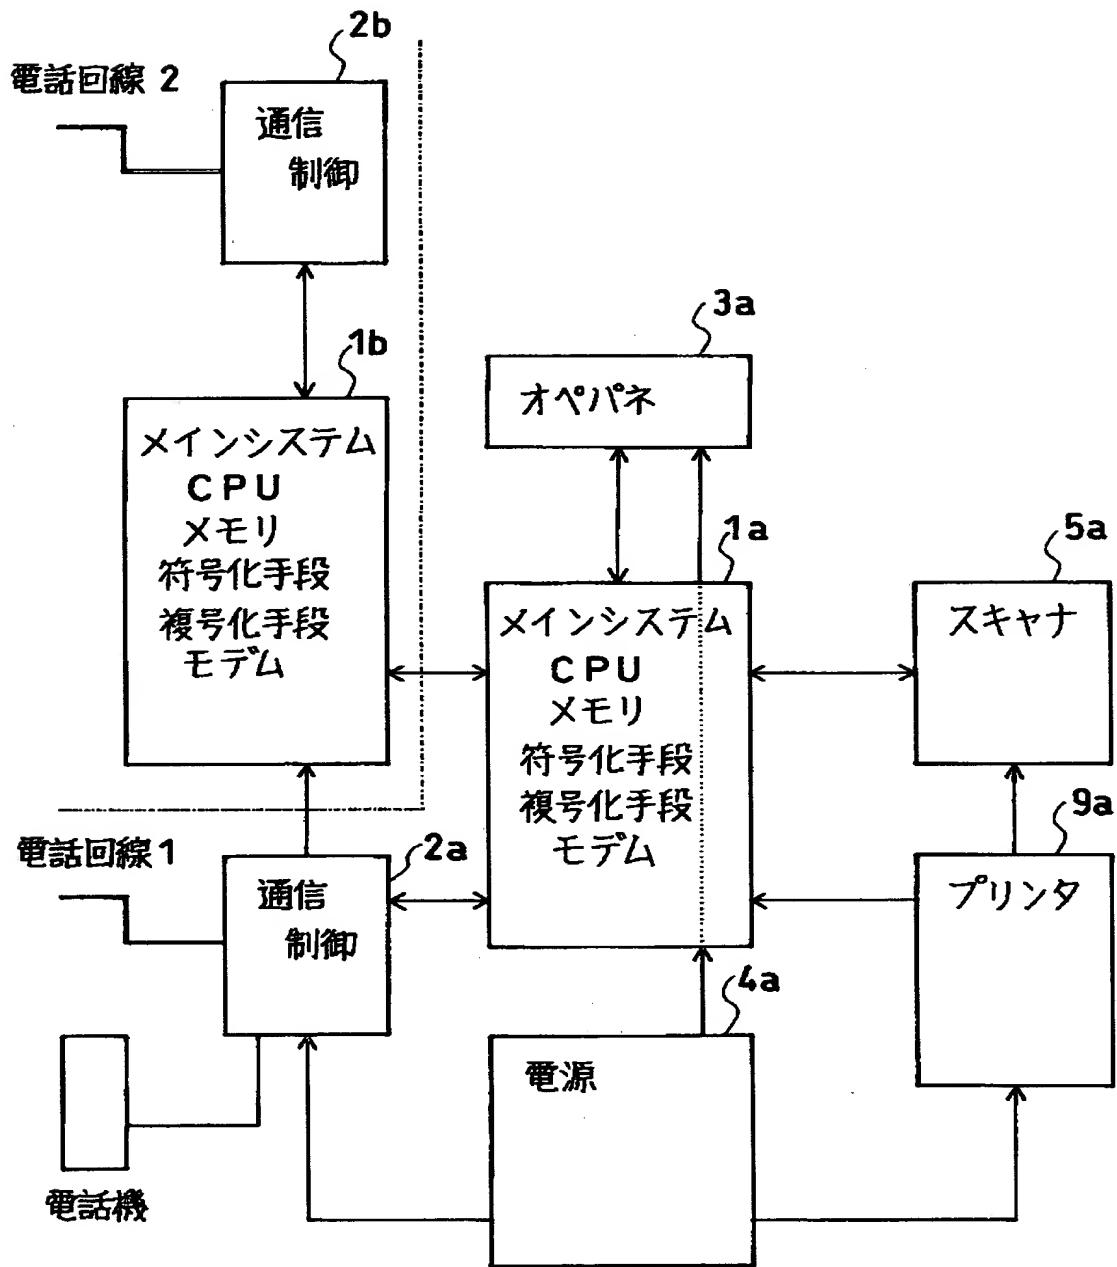 2b
電話回線 2
通信
制御
1b
メインシステム
CPU
メモリ
符号化手段
複号化手段
モデム
3a
オペパネ
1a
メインシステム
CPU
メモリ
符号化手段
複号化手段
モデム
5a
スキャナ
電話回線1
2a
通信
制御
9a
プリンタ
4a
電源
電話機